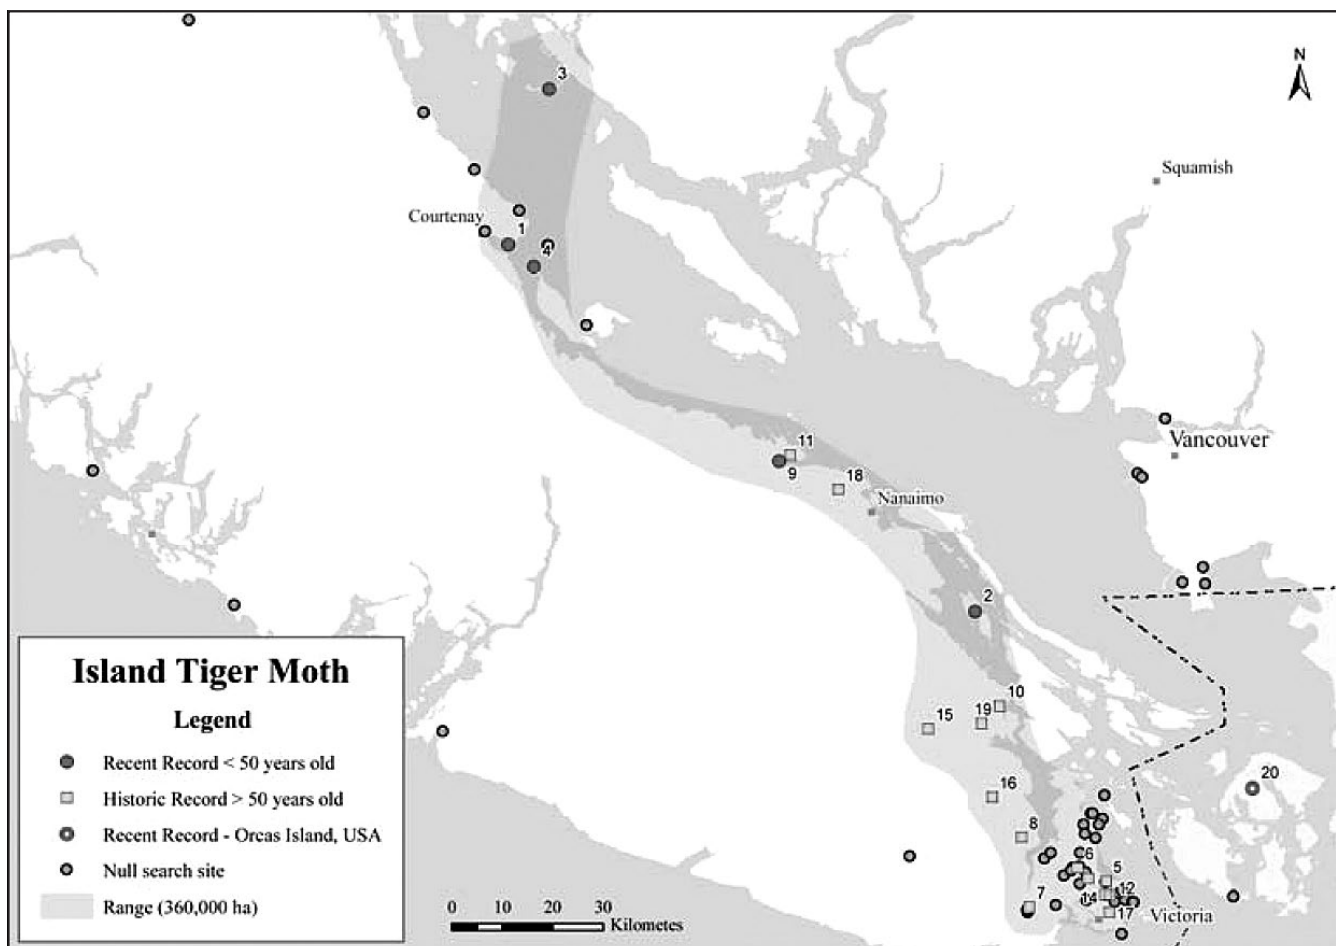 N
3
Squamish
Courtenay
1
4
11
Vancouver
9
18
Nanaimo
2
10
19
15
20
16
8
6
5
7
14
12
17
Victoria
Island Tiger Moth
Legend
Recent Record < 50 years old
Historic Record > 50 years old
Recent Record - Orcas Island, USA
Null search site
Range (360,000 ha)
0 10 20 30
Kilometes